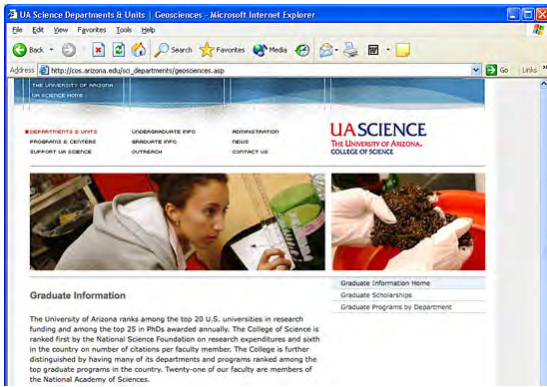 UA Science Departments & Units | Geosciences - Microsoft Internet Explorer
File Edit View Favorites Tools Help
Back Search Favorites Media
Address http://cos.arizona.edu/sci_departments/geosciences.asp Go Links »
THE UNIVERSITY OF ARIZONA
UA SCIENCE HOME
DEPARTMENTS & UNITS UNDERGRADUATE INFO ADMINISTRATION
PROGRAMS & CENTERS GRADUATE INFO NEWS
SUPPORT UA SCIENCE OUTREACH CONTACT US
UASCIENCE
THE UNIVERSITY OF ARIZONA.
COLLEGE OF SCIENCE
Graduate Information Home
Graduate Scholarships
Graduate Programs by Department
Graduate Information
The University of Arizona ranks among the top 20 U.S. universities in research
funding and among the top 25 in PhDs awarded annually. The College of Science is
ranked first by the National Science Foundation on research expenditures and sixth
in the country on number of citations per faculty member. The College is further
distinguished by having many of its departments and programs ranked among the
top graduate programs in the country. Twenty-one of our faculty are members of
the National Academy of Sciences.